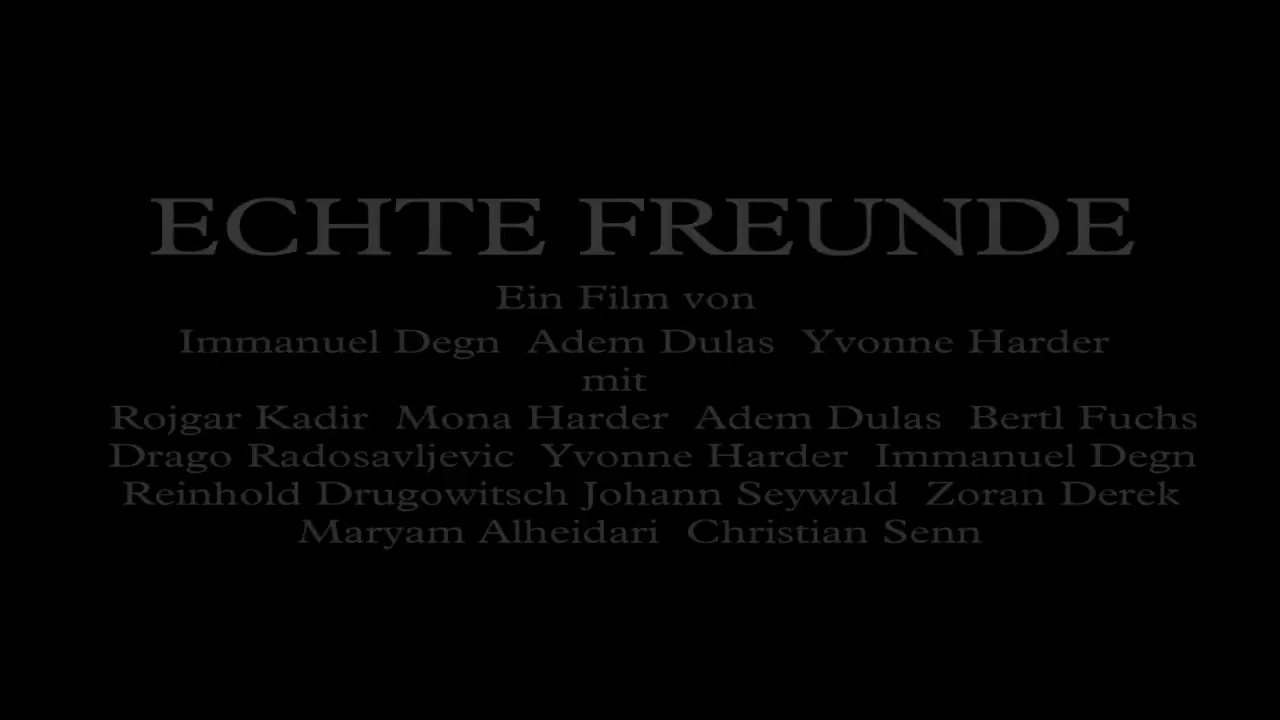 ECHTE FREUNDE
Ein Film von
Immanuel Degn Adem Dulas Yvonne Harder
mit
Rojgar Kadir Mona Harder Adem Dulas Bertl Fuchs
Drago Radosavljevic Yvonne Harder Immanuel Degn
Reinhold Drugowitsch Johann Seywald Zoran Derek
Maryam Alheidari Christian Senn